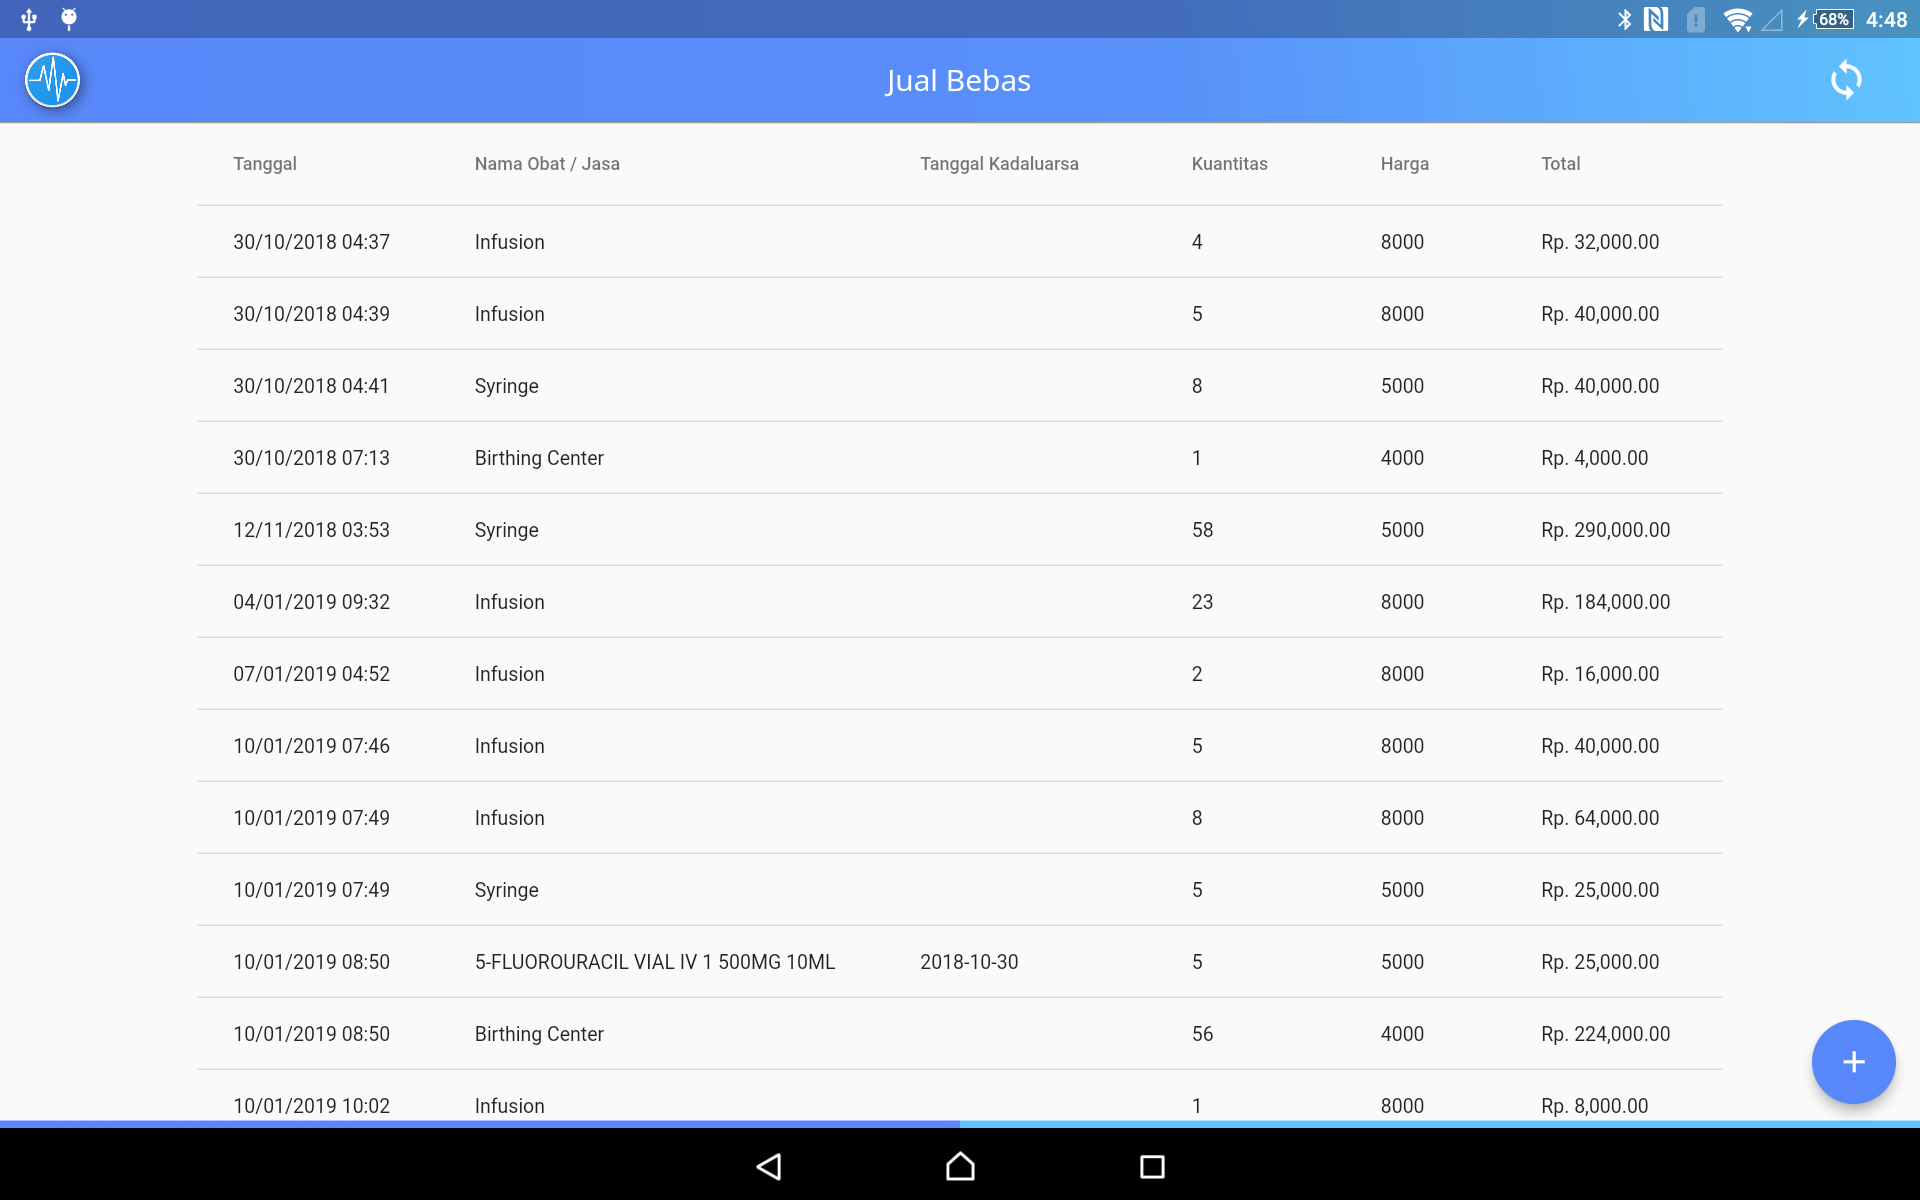 68% 4:48
Jual Bebas
Tanggal Nama Obat / Jasa Tanggal Kadaluarsa Kuantitas Harga Total
30/10/2018 04:37 Infusion 4 8000 Rp. 32,000.00
30/10/2018 04:39 Infusion 5 8000 Rp. 40,000.00
30/10/2018 04:41 Syringe 8 5000 Rp. 40,000.00
30/10/2018 07:13 Birthing Center 1 4000 Rp. 4,000.00
12/11/2018 03:53 Syringe 58 5000 Rp. 290,000.00
04/01/2019 09:32 Infusion 23 8000 Rp. 184,000.00
07/01/2019 04:52 Infusion 2 8000 Rp. 16,000.00
10/01/2019 07:46 Infusion 5 8000 Rp. 40,000.00
10/01/2019 07:49 Infusion 8 8000 Rp. 64,000.00
10/01/2019 07:49 Syringe 5 5000 Rp. 25,000.00
10/01/2019 08:50 5-FLUOROURACIL VIAL IV 1 500MG 10ML 2018-10-30 5 5000 Rp. 25,000.00
10/01/2019 08:50 Birthing Center 56 4000 Rp. 224,000.00
10/01/2019 10:02 Infusion 1 8000 Rp. 8,000.00